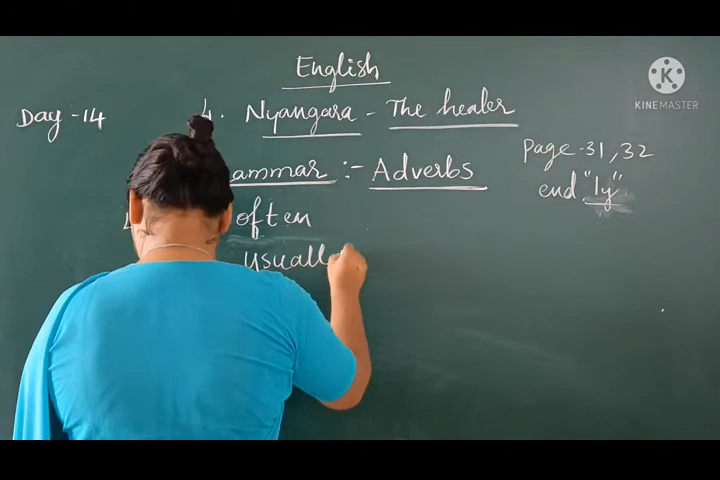 English
Day - 14
4. Nyangara - The healer
Page - 31, 32
ammar :- Adverbs
end "ly"
often
usuall
K
KINEMASTER